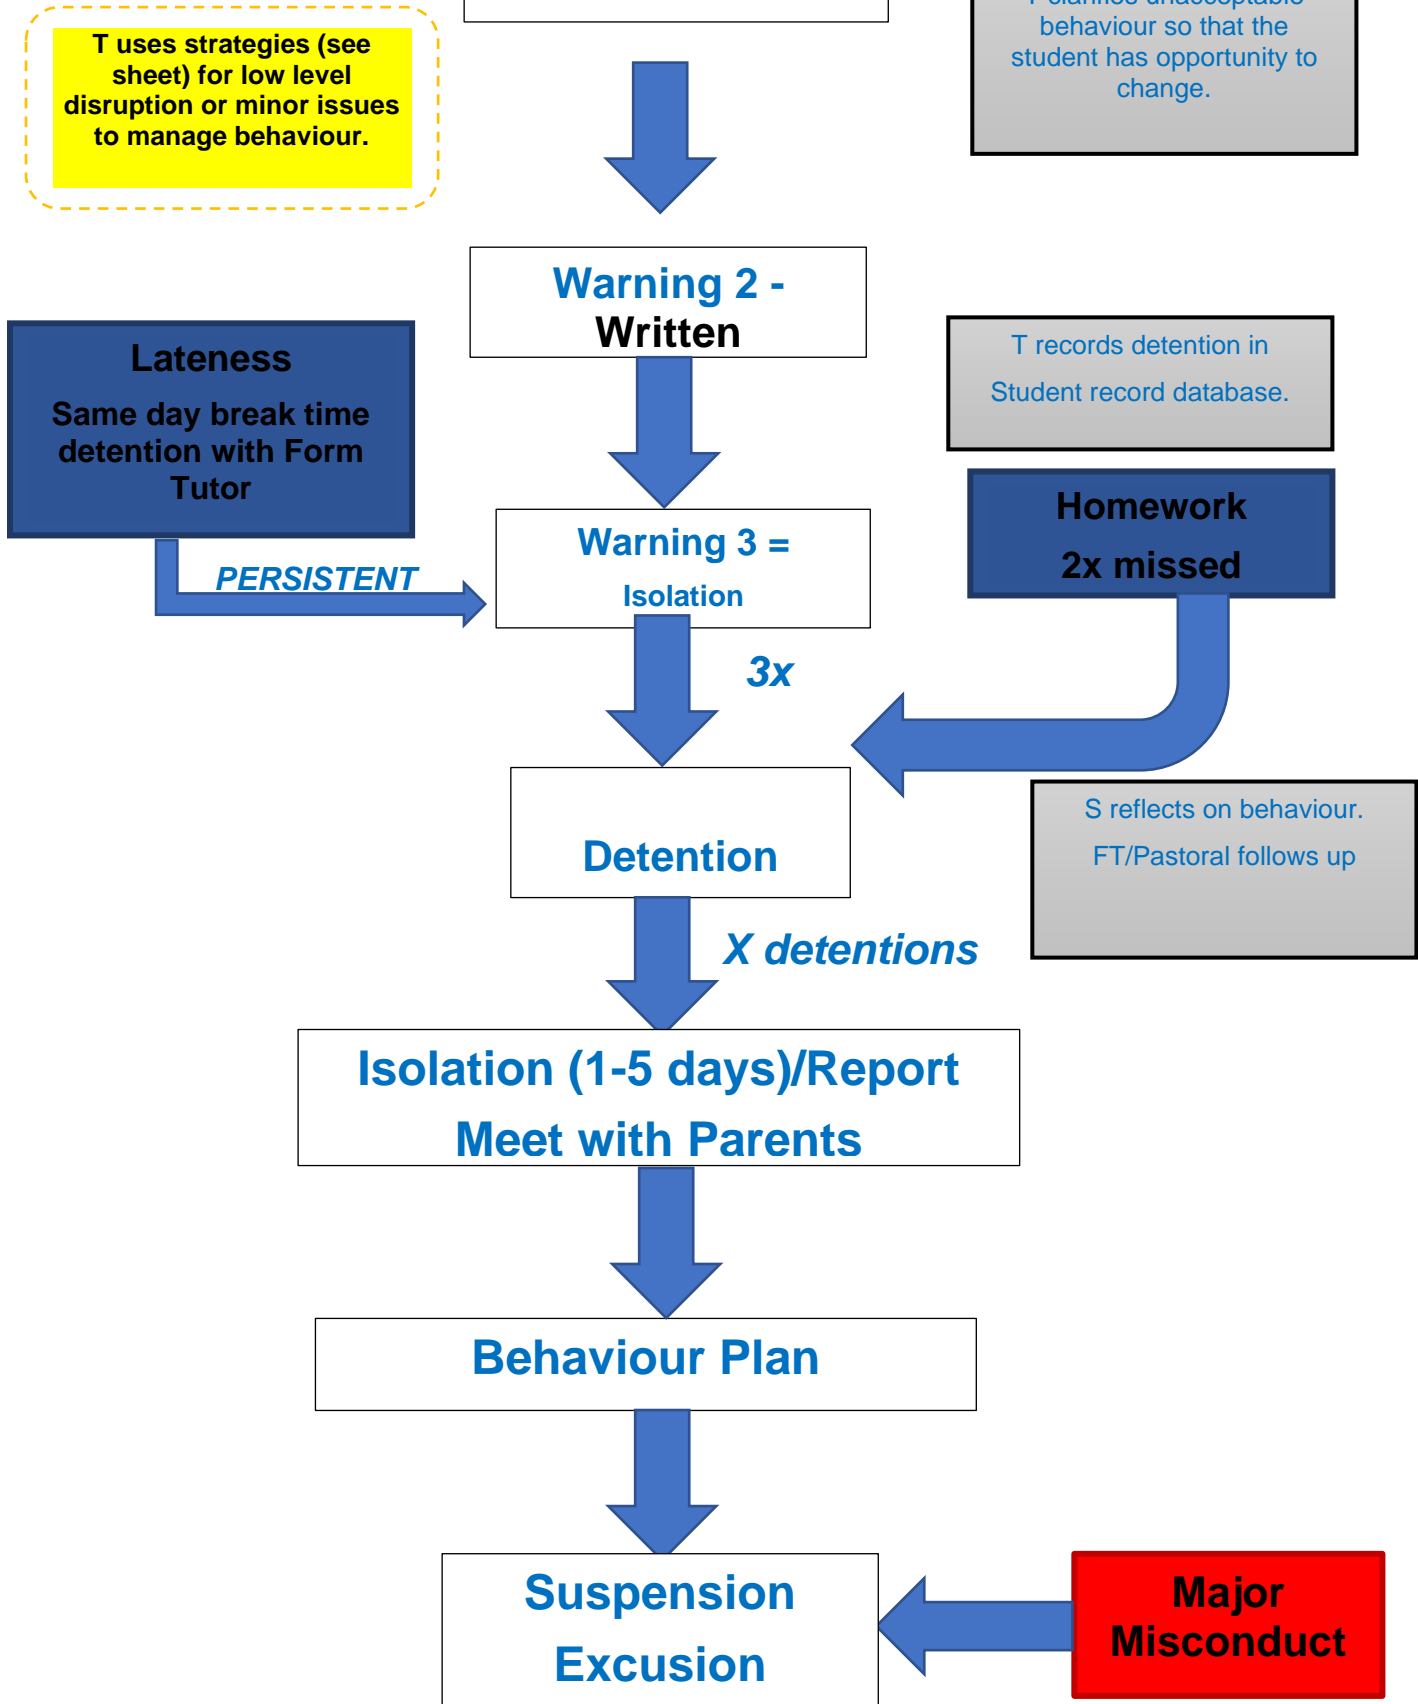 T clarifies unacceptable
behaviour so that the
student has opportunity to
change.
T uses strategies (see
sheet) for low level
disruption or minor issues
to manage behaviour.
Warning 2 -
Written
Lateness
Same day break time
detention with Form
Tutor
T records detention in
Student record database.
Homework
2x missed
PERSISTENT
Warning 3 =
Isolation
3x
Detention
S reflects on behaviour.
FT/Pastoral follows up
X detentions
Isolation (1-5 days)/Report
Meet with Parents
Behaviour Plan
Suspension
Excusion
Major
Misconduct